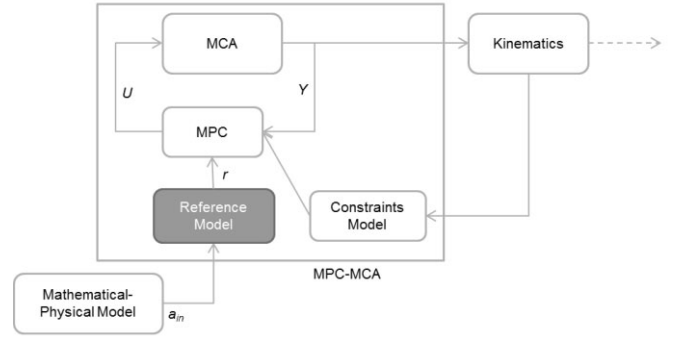 MCA
Kinematics
U
Y
MPC
r
Reference
Model
Constraints
Model
MPC-MCA
Mathematical-
Physical Model
a_in